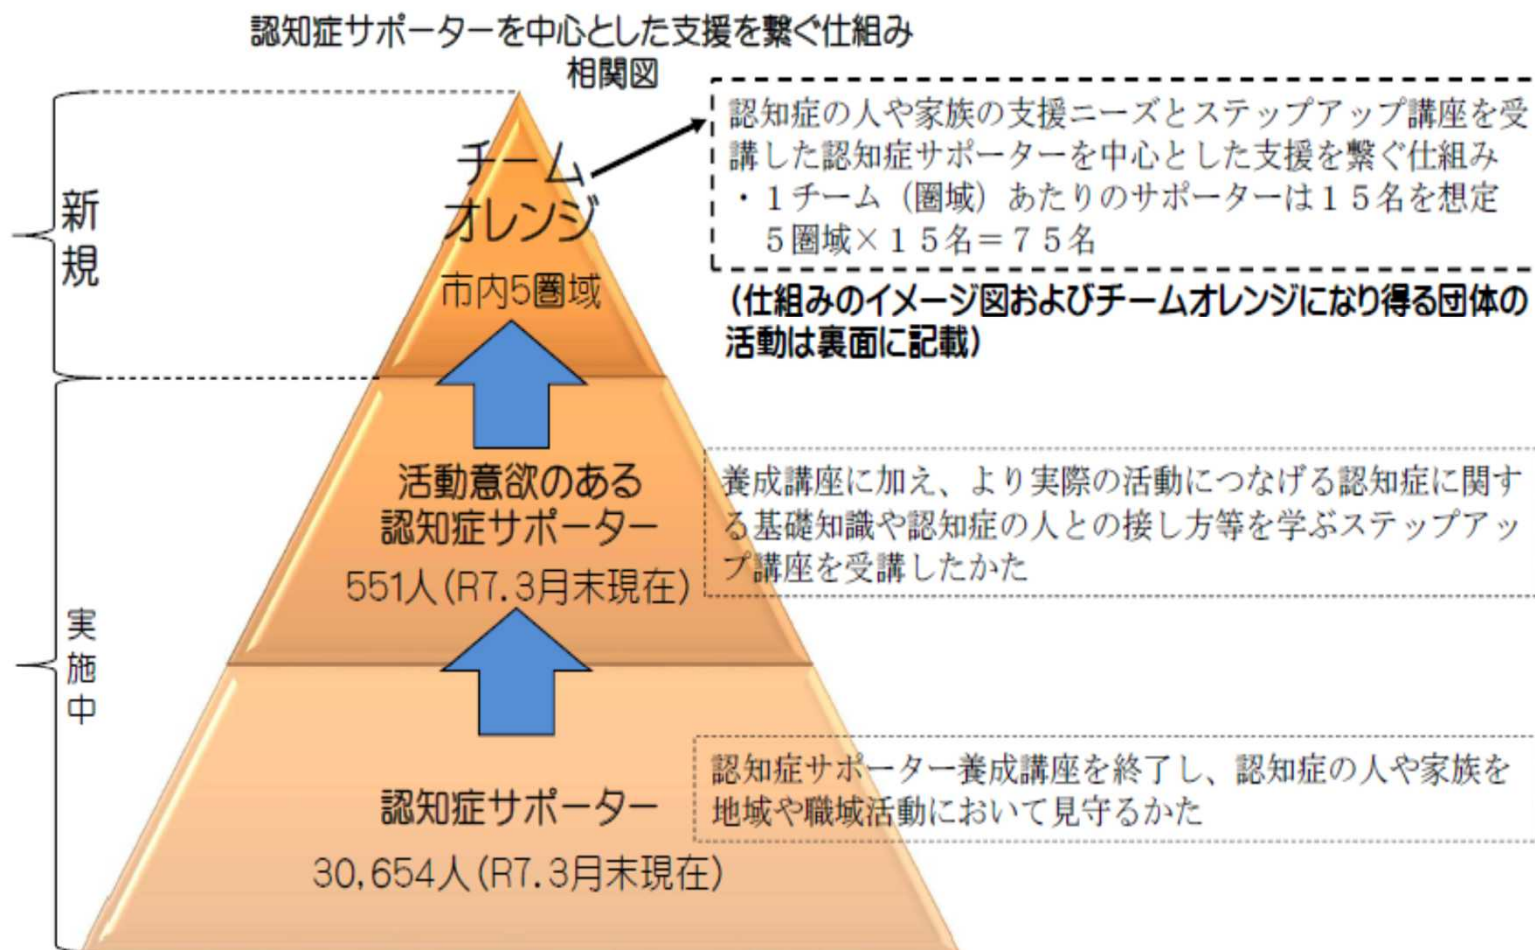 認知症サポーターを中心とした支援を繋ぐ仕組み
相関図
新規
チーム
オレンジ
市内5圏域
認知症の人や家族の支援ニーズとステップアップ講座を受
講した認知症サポーターを中心とした支援を繋ぐ仕組み
・１チーム（圏域）あたりのサポーターは１５名を想定
５圏域×１５名＝７５名
(仕組みのイメージ図およびチームオレンジになり得る団体の
活動は裏面に記載)
実施中
活動意欲のある
認知症サポーター
551人(R7.3月末現在)
養成講座に加え、より実際の活動につなげる認知症に関す
る基礎知識や認知症の人との接し方等を学ぶステップアッ
プ講座を受講したかた
認知症サポーター
30,654人(R7.3月末現在)
認知症サポーター養成講座を終了し、認知症の人や家族を
地域や職域活動において見守るかた